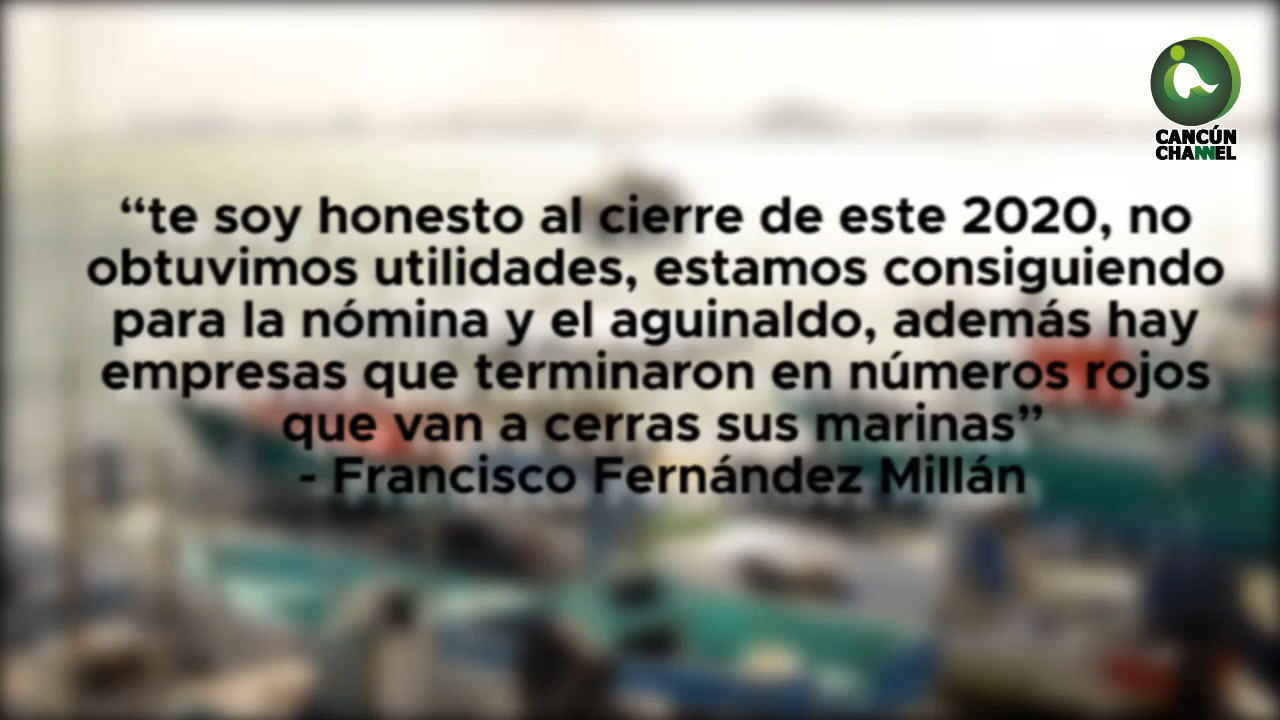 CANCÚN
CHANNEL
“te soy honesto al cierre de este 2020, no
obtuvimos utilidades, estamos consiguiendo
para la nómina y el aguinaldo, además hay
empresas que terminaron en números rojos
que van a cerras sus marinas”
- Francisco Fernández Millán